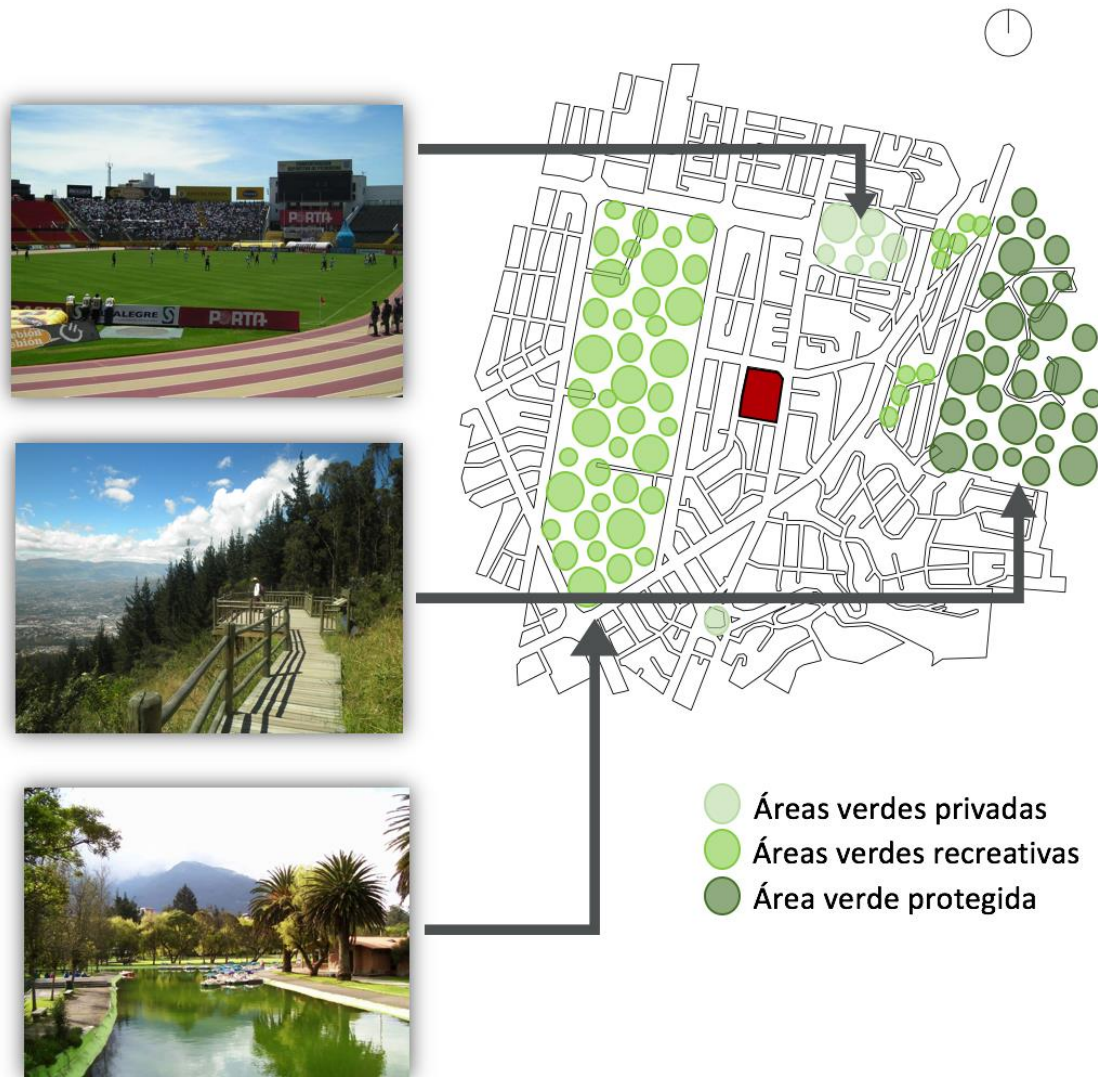 PORTA
ALEGRE S
PORTA
Áreas verdes privadas
Áreas verdes recreativas
Área verde protegida